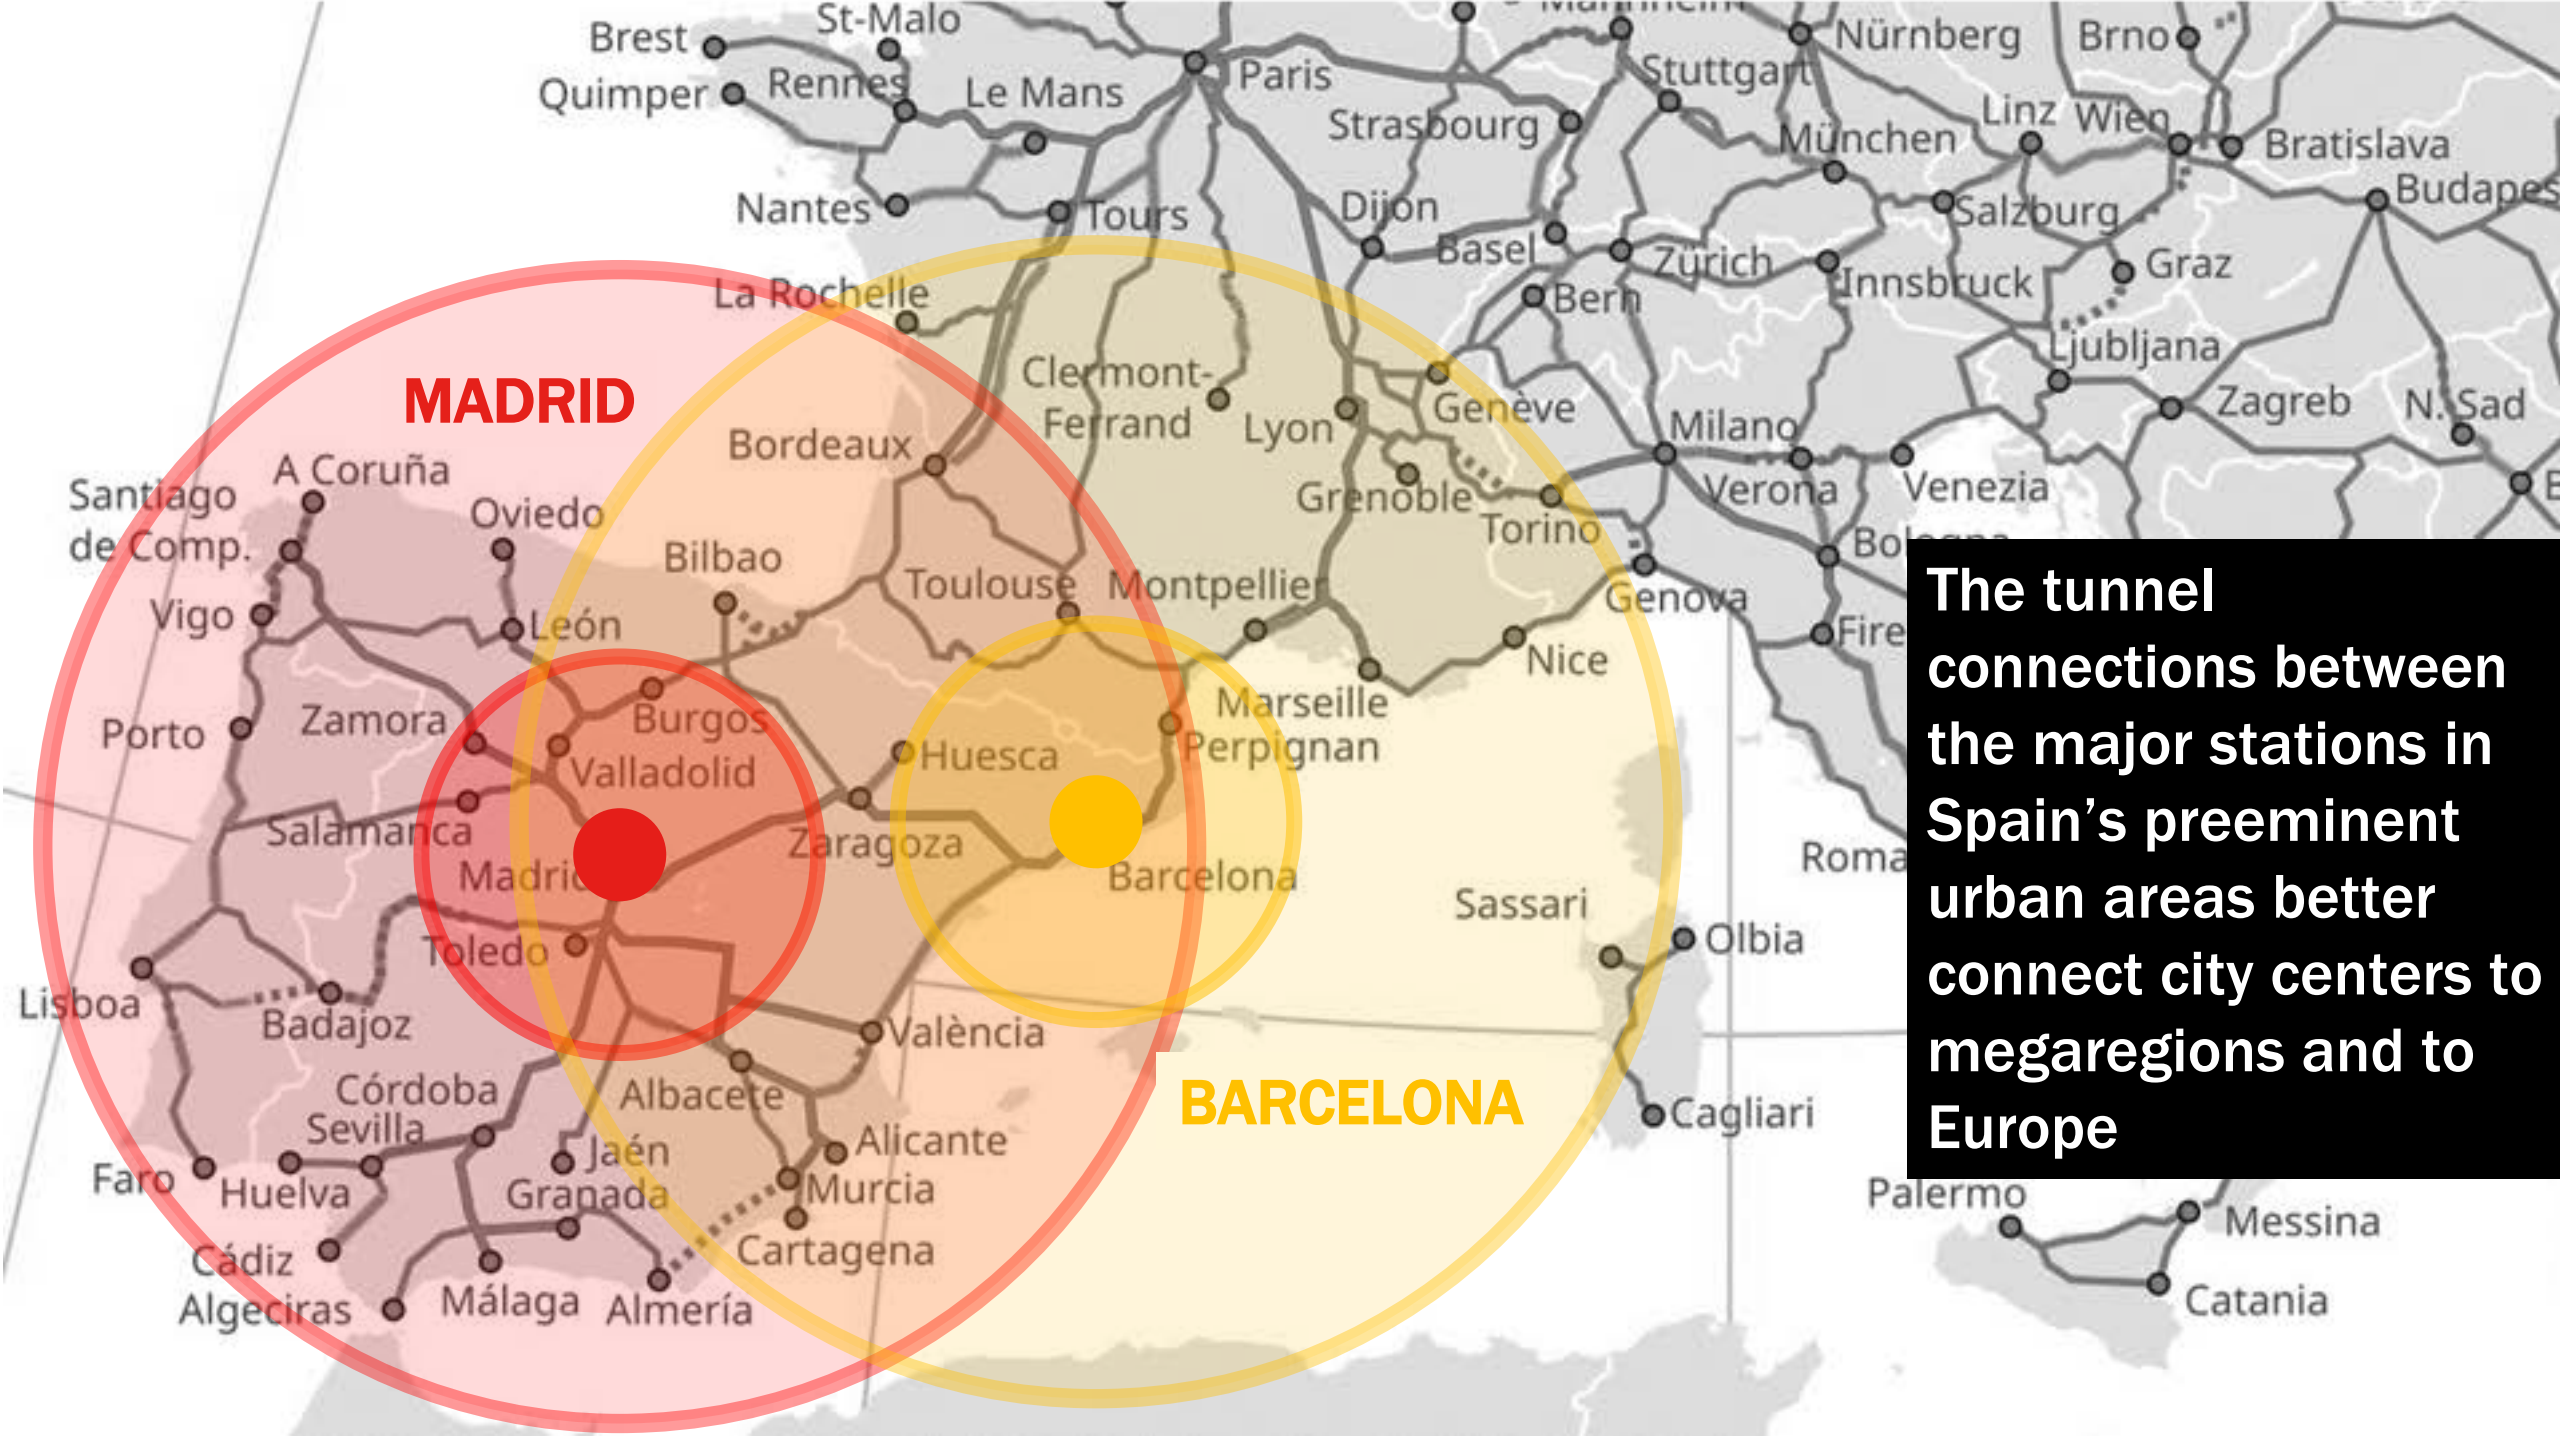 St-Malo
Brest
Nürnberg
Brno
Quimper
Rennes
Le Mans
Paris
Stuttgart
Strasbourg
München
Linz
Wien
Bratislava
Nantes
Tours
Dijon
Basel
Zürich
Salzburg
La Rochelle
Bern
Innsbruck
Graz
MADRID
Clermont-
Ferrand
Lyon
Genève
Ljubljana
Zagreb
N. Sad
Milano
Bordeaux
Verona
Venezia
A Coruña
Santiago
de Comp.
Oviedo
Grenoble
Torino
Bilbao
Toulouse
Montpellier
Genova
Vigo
León
Nice
Zamora
Burgos
Marseille
Perpignan
Porto
Valladolid
Huesca
Salamanca
Zaragoza
Madrid
Barcelona
Roma
Sassari
Olbia
Toledo
Lisboa
Badajoz
València
Córdoba
Albacete
BARCELONA
Cagliari
Sevilla
Jaén
Alicante
Faro
Huelva
Granada
Murcia
Palermo
Messina
Cádiz
Cartagena
Algeciras
Málaga
Almería
Catania
The tunnel
connections between
the major stations in
Spain’s preeminent
urban areas better
connect city centers to
megaregions and to
Europe